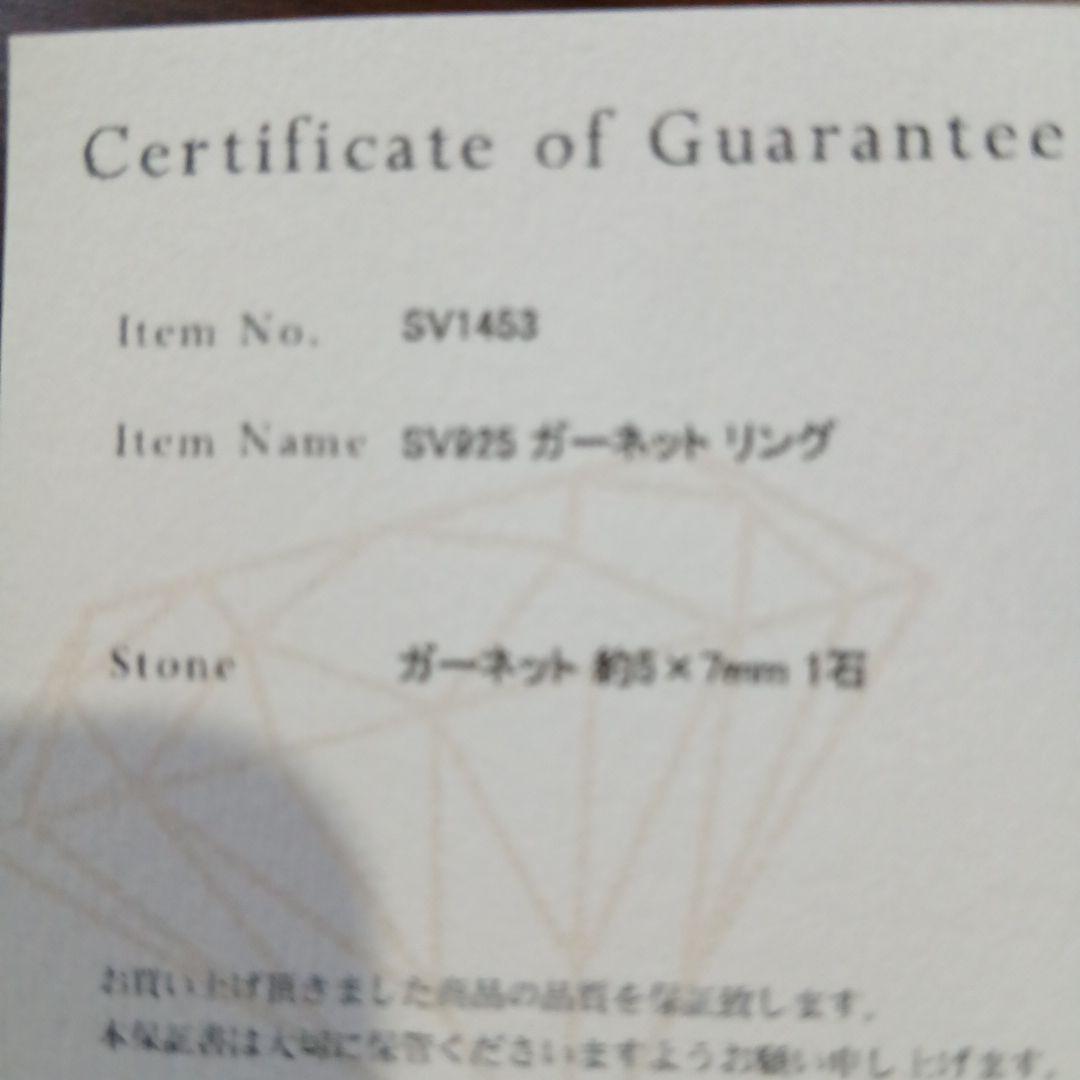 Certificate of Guarantee
Item No. SV1453
Item Name SV925 ガーネット リング
Stone ガーネット 約5×7mm 1石
お買い上げ頂きました商品の品質を保証致します。
本保証書は大切に保管くださいますようお願い申し上げます。